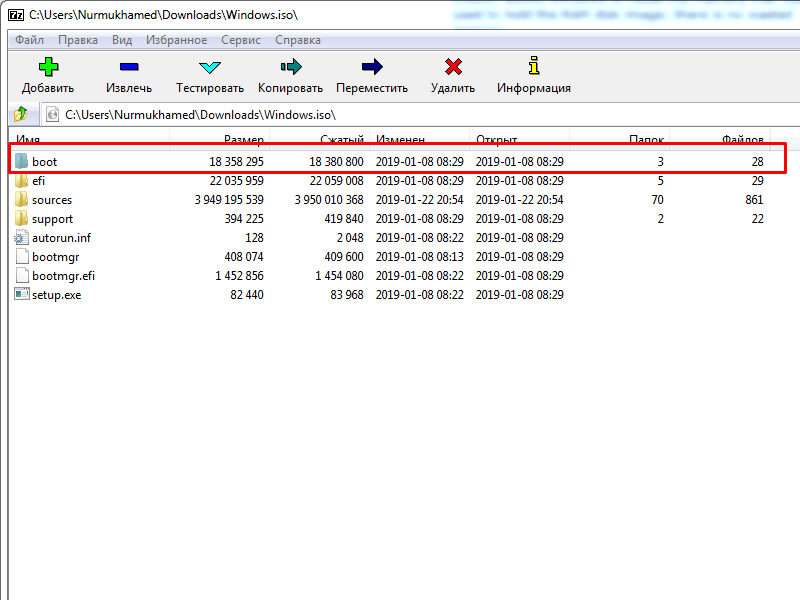 7z C:\Users\Nurmukhamed\Downloads\Windows.iso\
Файл Правка Вид Избранное Сервис Справка
Добавить Извлечь Тестировать Копировать Переместить Удалить Информация
C:\Users\Nurmukhamed\Downloads\Windows.iso\
Имя Размер Сжатый Изменен Открыт Папок Файлов
boot 18 358 295 18 380 800 2019-01-08 08:29 2019-01-08 08:29 3 28
efi 22 035 959 22 059 008 2019-01-08 08:29 2019-01-08 08:29 5 29
sources 3 949 195 539 3 950 010 368 2019-01-22 20:54 2019-01-22 20:54 70 861
support 394 225 419 840 2019-01-08 08:29 2019-01-08 08:29 2 22
autorun.inf 128 2 048 2019-01-08 08:22 2019-01-08 08:29
bootmgr 408 074 409 600 2019-01-08 08:13 2019-01-08 08:29
bootmgr.efi 1 452 856 1 454 080 2019-01-08 08:22 2019-01-08 08:29
setup.exe 82 440 83 968 2019-01-08 08:22 2019-01-08 08:29